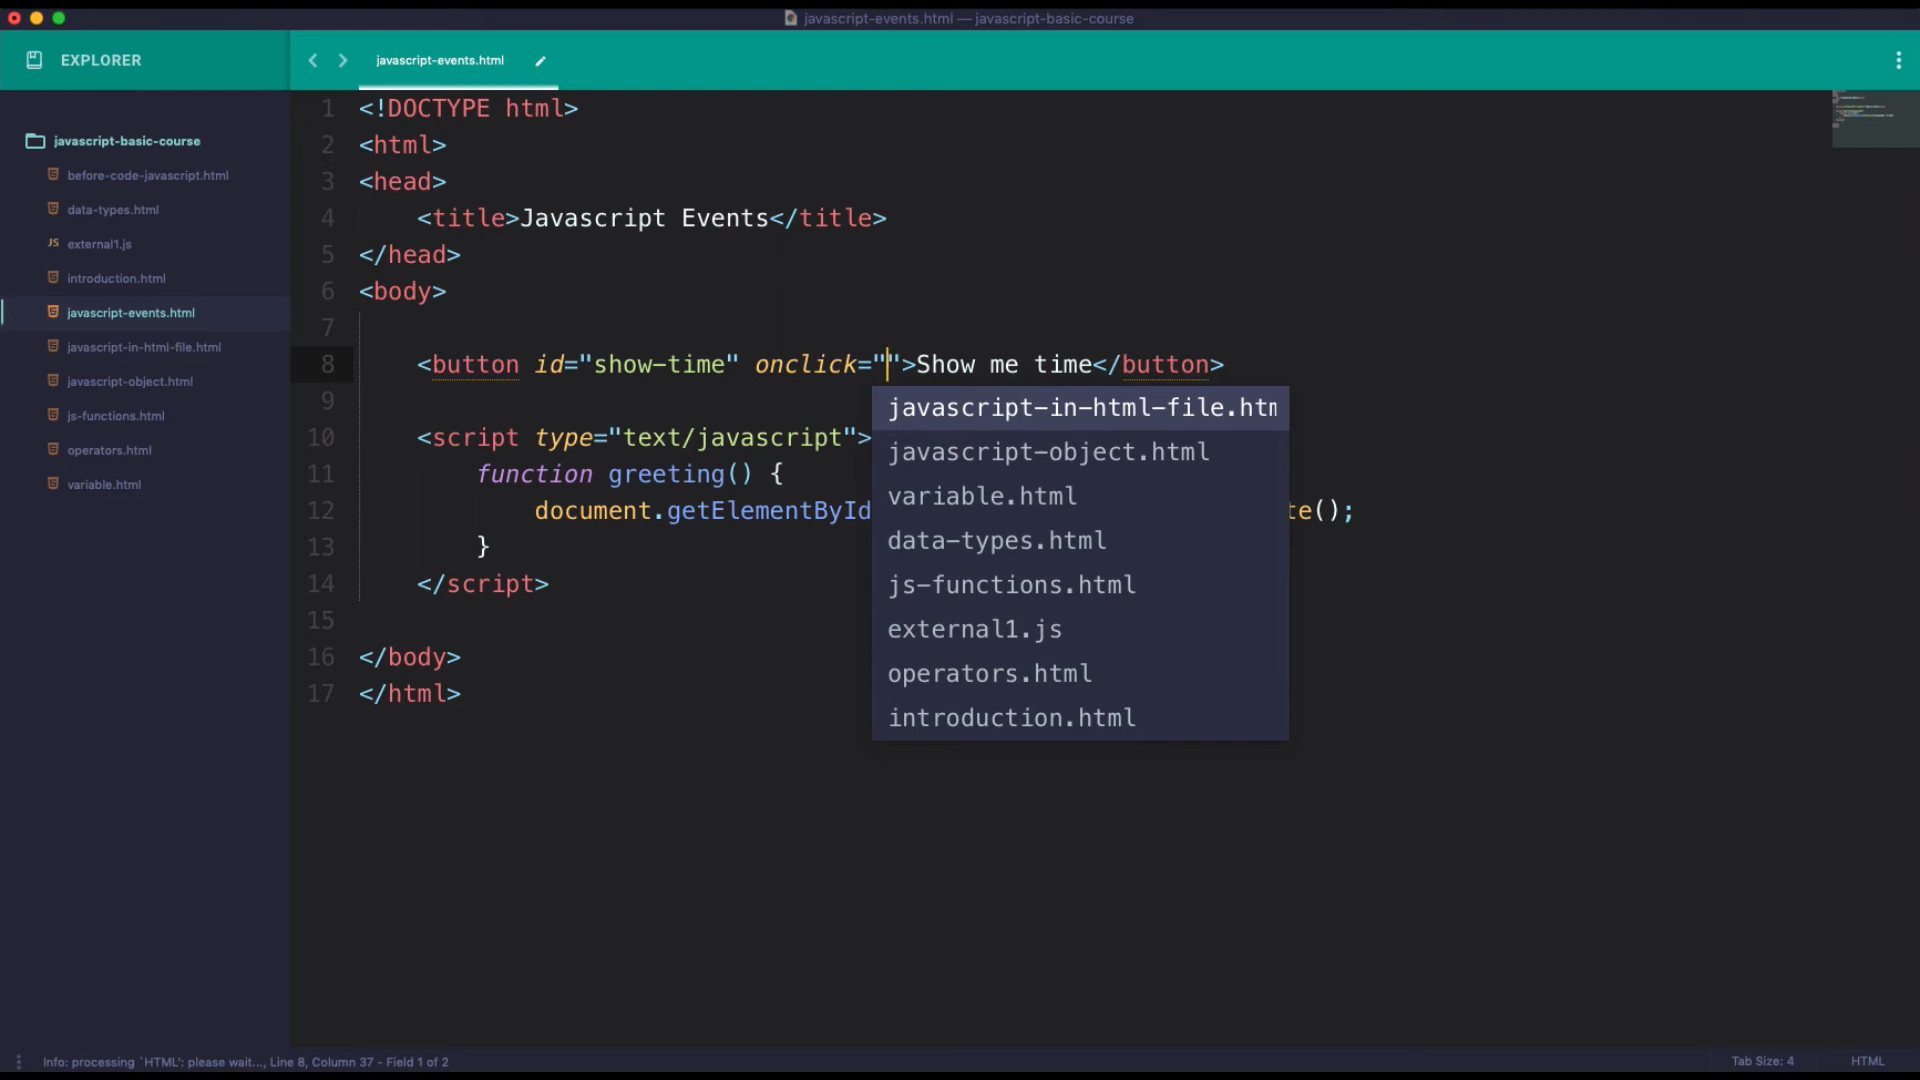 javascript-events.html — javascript-basic-course
EXPLORER
javascript-events.html
javascript-basic-course
before-code-javascript.html
data-types.html
JS external1.js
introduction.html
javascript-events.html
javascript-in-html-file.html
javascript-object.html
js-functions.html
operators.html
variable.html
1 <!DOCTYPE html>
2 <html>
3 <head>
4 <title>Javascript Events</title>
5 </head>
6 <body>
7
8 <button id="show-time" onclick="">Show me time</button>
9
10 <script type="text/javascript">
11 function greeting() {
12 document.getElementById te();
13 }
14 </script>
15
16 </body>
17 </html>
javascript-in-html-file.htm
javascript-object.html
variable.html
data-types.html
js-functions.html
external1.js
operators.html
introduction.html
Info: processing `HTML': please wait..., Line 8, Column 37 - Field 1 of 2
Tab Size: 4
HTML